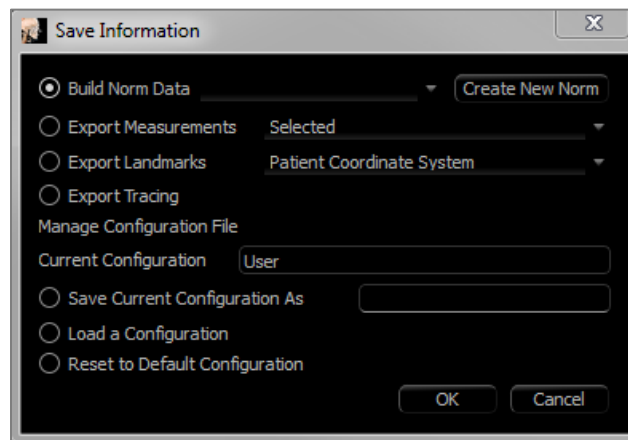 Save Information
Build Norm Data Create New Norm
Export Measurements Selected
Export Landmarks Patient Coordinate System
Export Tracing
Manage Configuration File
Current Configuration User
Save Current Configuration As
Load a Configuration
Reset to Default Configuration
OK Cancel